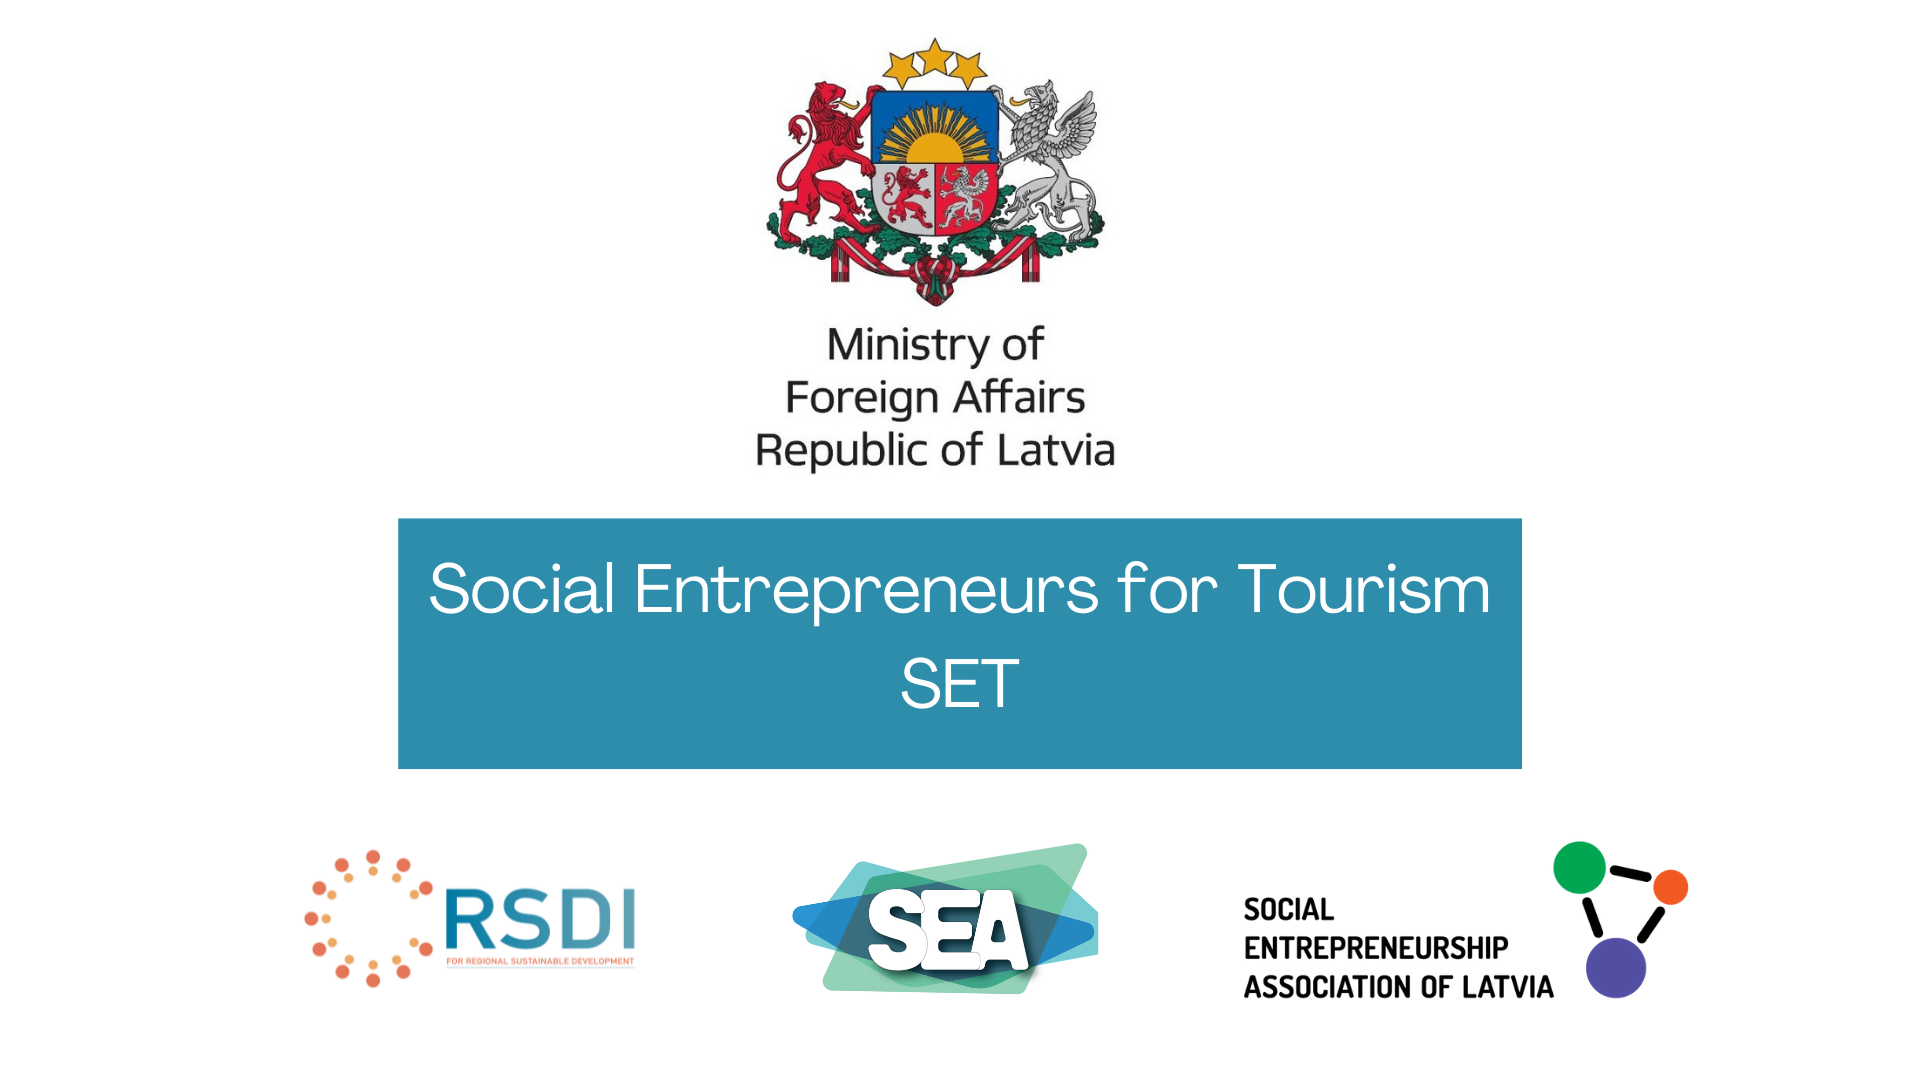 Ministry of
Foreign Affairs
Republic of Latvia
Social Entrepreneurs for Tourism
SET
RSDI
FOR REGIONAL SUSTAINABLE DEVELOPMENT
SEA
SOCIAL
ENTREPRENEURSHIP
ASSOCIATION OF LATVIA